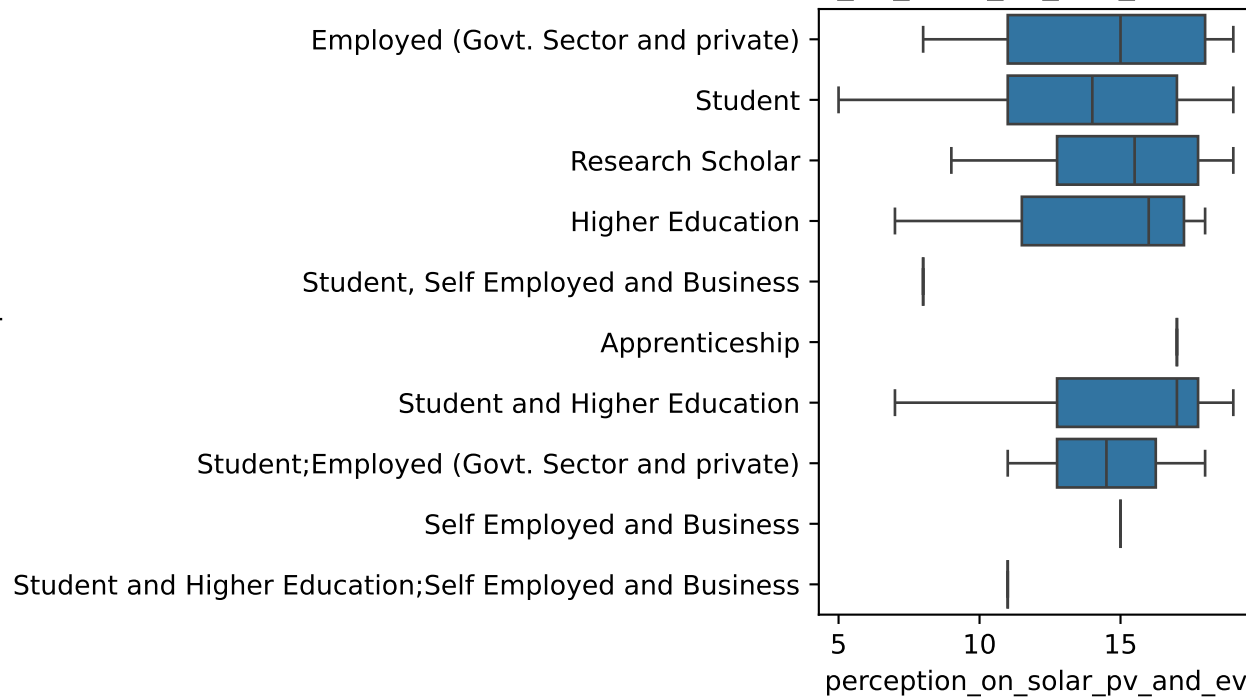 Employed (Govt. Sector and private)
Student
Research Scholar
Higher Education
Student, Self Employed and Business
Apprenticeship
Student and Higher Education
Student;Employed (Govt. Sector and private)
Self Employed and Business
Student and Higher Education;Self Employed and Business
5 10 15
perception_on_solar_pv_and_ev